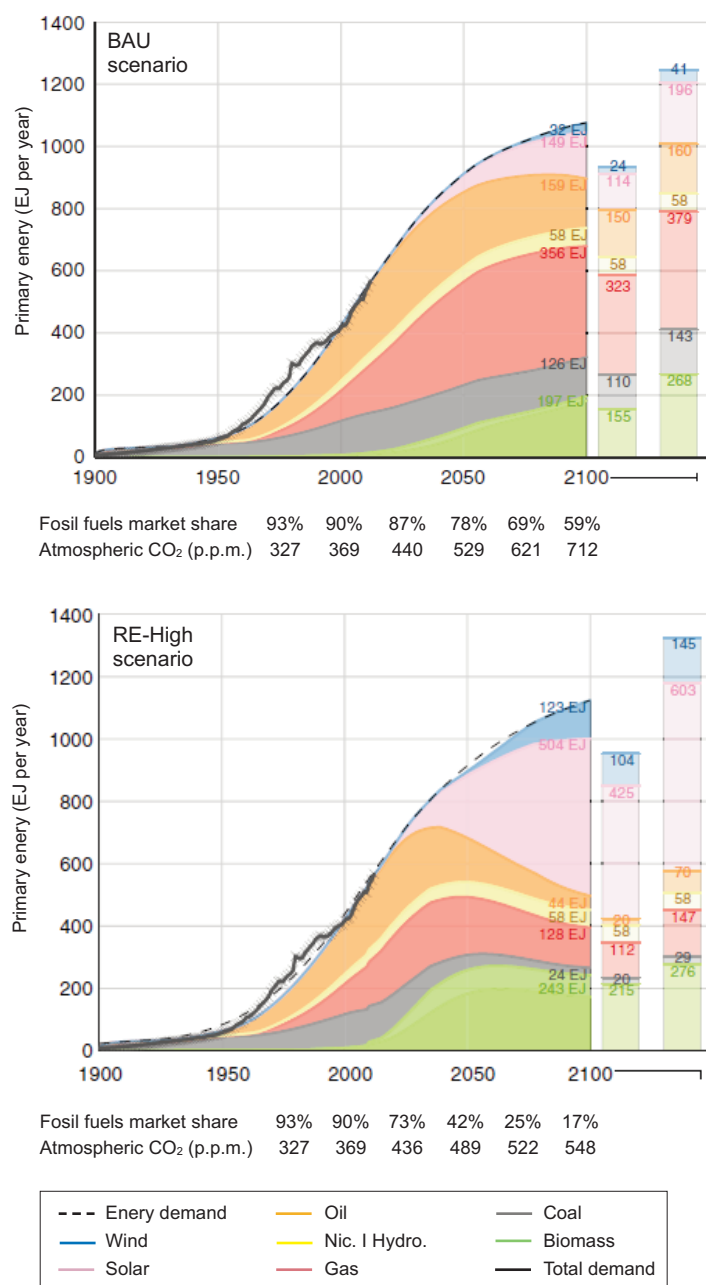 1400
BAU
scenario
1200
1000
800
600
400
200
0
Primary enery (EJ per year)
32 EJ
149 EJ
159 EJ
58 EJ
356 EJ
126 EJ
197 EJ
24
114
150
58
323
110
155
41
196
160
58
379
143
268
1900 1950 2000 2050 2100
Fosil fuels market share 93% 90% 87% 78% 69% 59%
Atmospheric CO₂ (p.p.m.) 327 369 440 529 621 712
1400
RE-High
scenario
1200
1000
800
600
400
200
0
Primary enery (EJ per year)
123 EJ
504 EJ
44 EJ
58 EJ
128 EJ
24 EJ
243 EJ
104
425
20
58
112
20
215
145
603
70
58
147
29
276
1900 1950 2000 2050 2100
Fosil fuels market share 93% 90% 73% 42% 25% 17%
Atmospheric CO₂ (p.p.m.) 327 369 436 489 522 548
Enery demand Oil Coal
Wind Nic. I Hydro. Biomass
Solar Gas Total demand